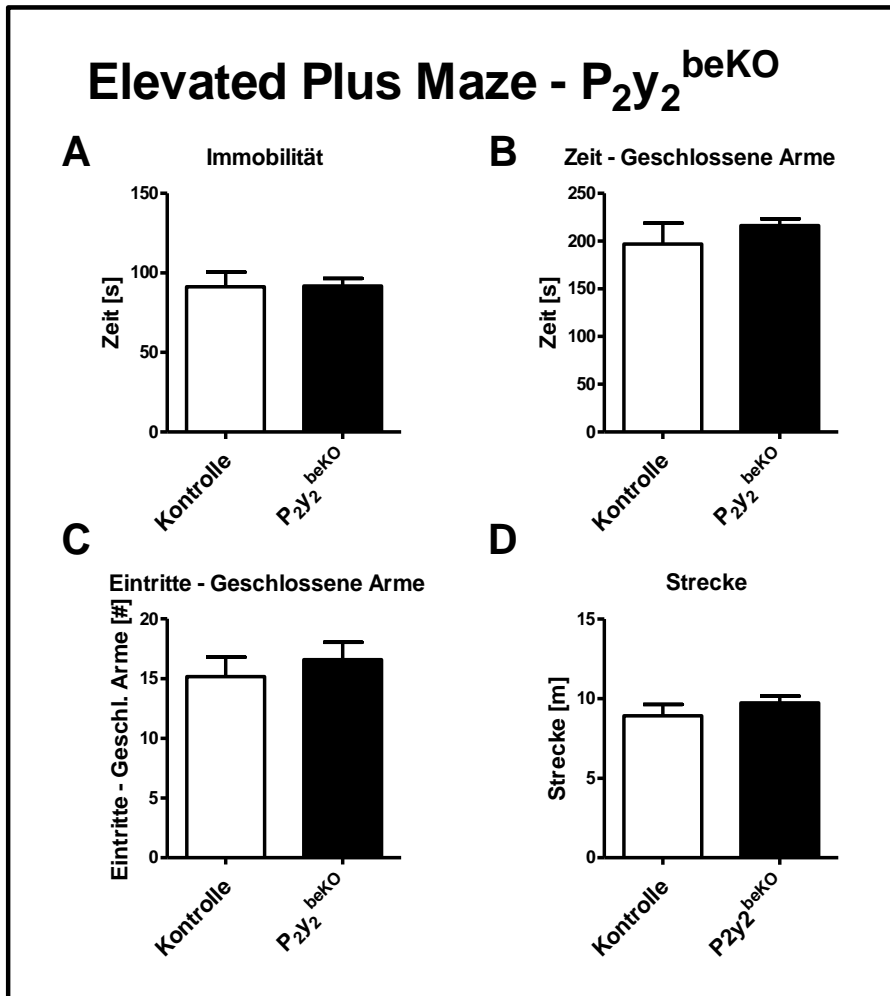 Elevated Plus Maze - P₂y₂ᵇᵉᴷᴼ
A
Immobilität
Zeit [s]
150
100
50
0
Kontrolle
P₂y₂ᵇᵉᴷᴼ
B
Zeit - Geschlossene Arme
Zeit [s]
250
200
150
100
50
0
Kontrolle
P₂y₂ᵇᵉᴷᴼ
C
Eintritte - Geschlossene Arme
Eintritte - Geschl. Arme [#]
20
15
10
5
0
Kontrolle
P₂y₂ᵇᵉᴷᴼ
D
Strecke
Strecke [m]
15
10
5
0
Kontrolle
P2y2ᵇᵉᴷᴼ